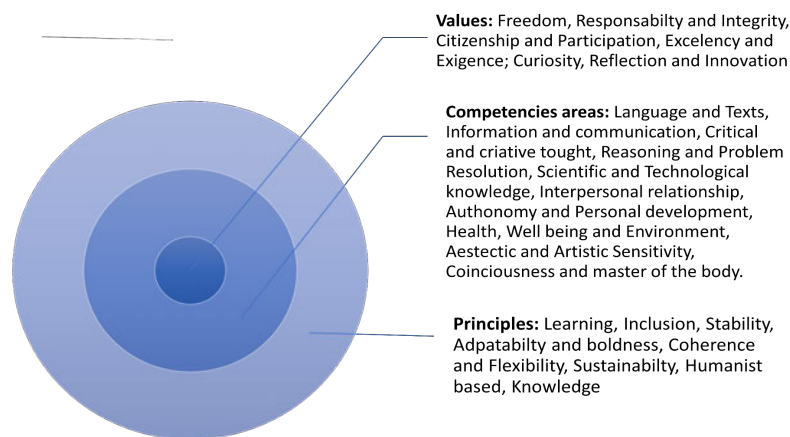 Values: Freedom, Responsabilty and Integrity,
Citizenship and Participation, Excelency and
Exigence; Curiosity, Reflection and Innovation
Competencies areas: Language and Texts,
Information and communication, Critical
and criative tought, Reasoning and Problem
Resolution, Scientific and Technological
knowledge, Interpersonal relationship,
Authonomy and Personal development,
Health, Well being and Environment,
Aestectic and Artistic Sensitivity,
Coinciousness and master of the body.
Principles: Learning, Inclusion, Stability,
Adpatabilty and boldness, Coherence
and Flexibility, Sustainabilty, Humanist
based, Knowledge